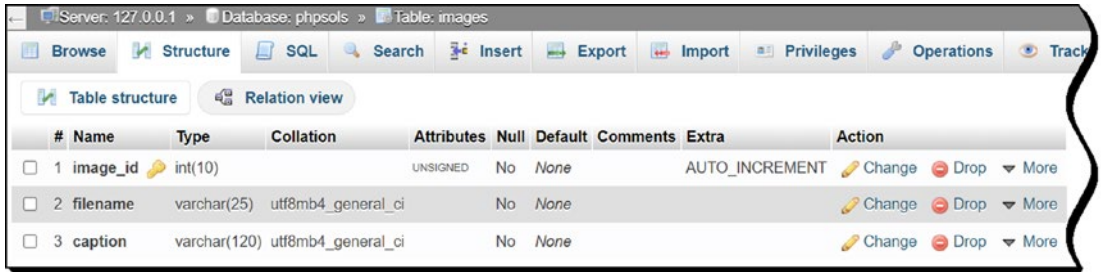 Server: 127.0.0.1 » Database: phpsols » Table: images
Browse Structure SQL Search Insert Export Import Privileges Operations Track
Table structure Relation view
# Name Type Collation Attributes Null Default Comments Extra Action
1 image_id int(10) UNSIGNED No None AUTO_INCREMENT Change Drop More
2 filename varchar(25) utf8mb4_general_ci No None Change Drop More
3 caption varchar(120) utf8mb4_general_ci No None Change Drop More